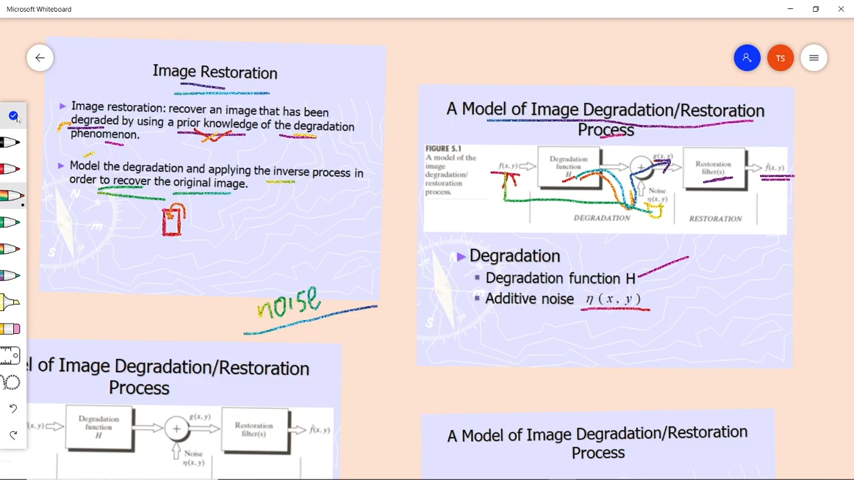 Microsoft Whiteboard
TS
Image Restoration
Image restoration: recover an image that has been
degraded by using a prior knowledge of the degradation
phenomenon.
Model the degradation and applying the inverse process in
order to recover the original image.
noise
A Model of Image Degradation/Restoration
Process
FIGURE 5.1
A model of the
image
degradation/
restoration
process.
f(x, y)
Degradation
function
H
g(x, y)
+
Noise
η(x, y)
Restoration
filter(s)
f̂(x, y)
DEGRADATION
RESTORATION
Degradation
Degradation function H
Additive noise η ( x , y )
el of Image Degradation/Restoration
Process
f(x, y)
Degradation
function
H
g(x, y)
+
Noise
η(x, y)
Restoration
filter(s)
f̂(x, y)
A Model of Image Degradation/Restoration
Process